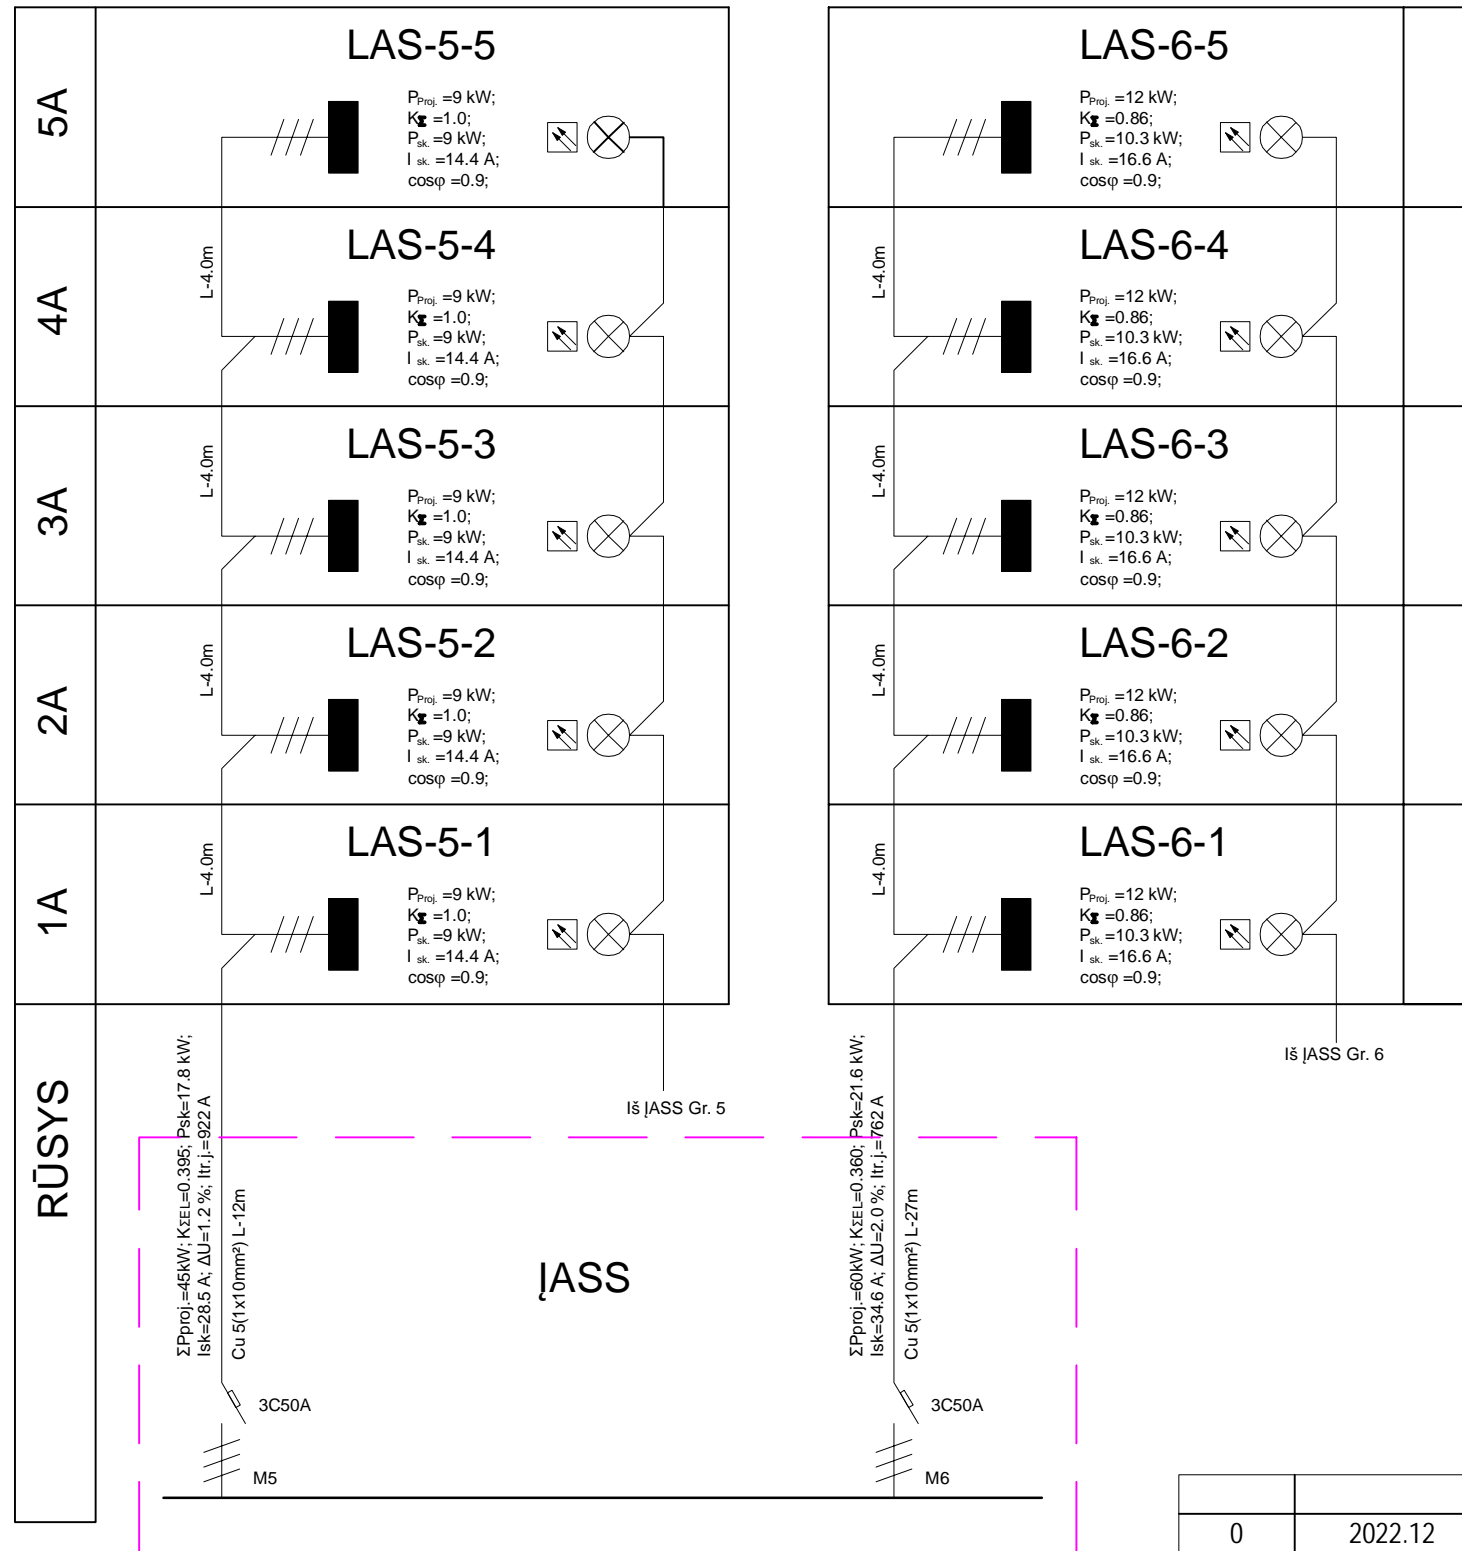 5A
LAS-5-5
PProj. =9 kW;
KΣ =1.0;
Psk. =9 kW;
I sk. =14.4 A;
cosφ =0.9;
LAS-6-5
PProj. =12 kW;
KΣ =0.86;
Psk. =10.3 kW;
I sk. =16.6 A;
cosφ =0.9;
4A
L-4.0m
LAS-5-4
PProj. =9 kW;
KΣ =1.0;
Psk. =9 kW;
I sk. =14.4 A;
cosφ =0.9;
L-4.0m
LAS-6-4
PProj. =12 kW;
KΣ =0.86;
Psk. =10.3 kW;
I sk. =16.6 A;
cosφ =0.9;
3A
L-4.0m
LAS-5-3
PProj. =9 kW;
KΣ =1.0;
Psk. =9 kW;
I sk. =14.4 A;
cosφ =0.9;
L-4.0m
LAS-6-3
PProj. =12 kW;
KΣ =0.86;
Psk. =10.3 kW;
I sk. =16.6 A;
cosφ =0.9;
2A
L-4.0m
LAS-5-2
PProj. =9 kW;
KΣ =1.0;
Psk. =9 kW;
I sk. =14.4 A;
cosφ =0.9;
L-4.0m
LAS-6-2
PProj. =12 kW;
KΣ =0.86;
Psk. =10.3 kW;
I sk. =16.6 A;
cosφ =0.9;
1A
L-4.0m
LAS-5-1
PProj. =9 kW;
KΣ =1.0;
Psk. =9 kW;
I sk. =14.4 A;
cosφ =0.9;
L-4.0m
LAS-6-1
PProj. =12 kW;
KΣ =0.86;
Psk. =10.3 kW;
I sk. =16.6 A;
cosφ =0.9;
RŪSYS
ΣPproj.=45kW; KΣEL=0.395; Psk=17.8 kW;
Isk=28.5 A; ΔU=1.2 %; Itr.j.=922 A
Cu 5(1x10mm²) L-12m
Iš ĮASS Gr. 5
ΣPproj.=60kW; KΣEL=0.360; Psk=21.6 kW;
Isk=34.6 A; ΔU=2.0 %; Itr.j.=762 A
Cu 5(1x10mm²) L-27m
Iš ĮASS Gr. 6
ĮASS
3C50A
3C50A
M5
M6
0
2022.12